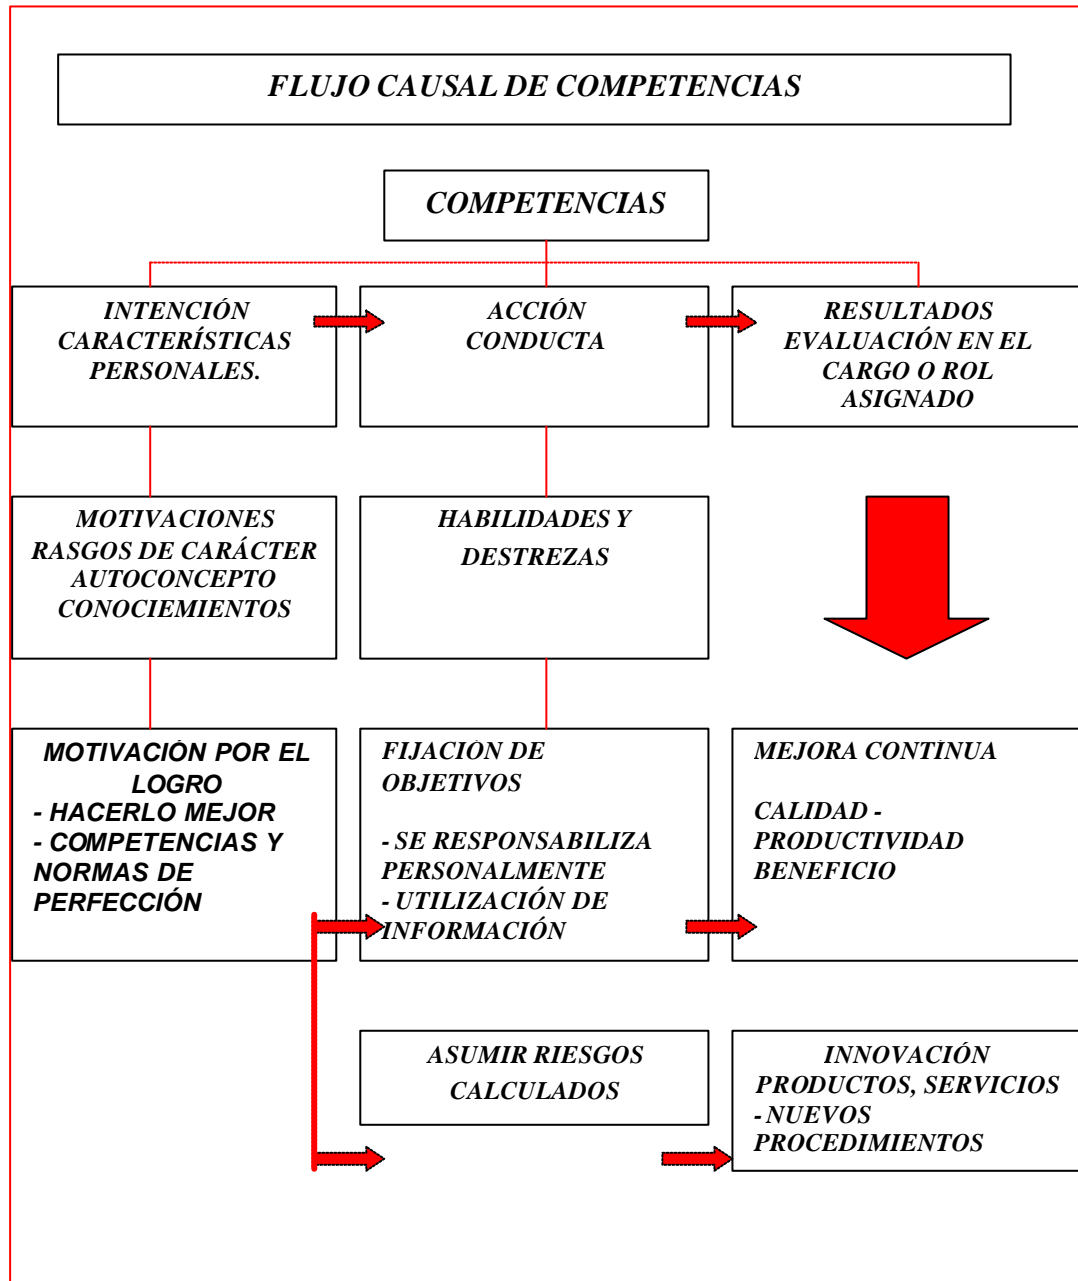 FLUJO CAUSAL DE COMPETENCIAS
COMPETENCIAS
INTENCIÓN
CARACTERÍSTICAS
PERSONALES.
ACCIÓN
CONDUCTA
RESULTADOS
EVALUACIÓN EN EL
CARGO O ROL
ASIGNADO
MOTIVACIONES
RASGOS DE CARÁCTER
AUTOCONCEPTO
CONOCIEMIENTOS
HABILIDADES Y
DESTREZAS
MOTIVACIÓN POR EL
LOGRO
- HACERLO MEJOR
- COMPETENCIAS Y
NORMAS DE
PERFECCIÓN
FIJACIÓN DE
OBJETIVOS
- SE RESPONSABILIZA
PERSONALMENTE
- UTILIZACIÓN DE
INFORMACIÓN
MEJORA CONTÍNUA
CALIDAD -
PRODUCTIVIDAD
BENEFICIO
ASUMIR RIESGOS
CALCULADOS
INNOVACIÓN
PRODUCTOS, SERVICIOS
- NUEVOS
PROCEDIMIENTOS